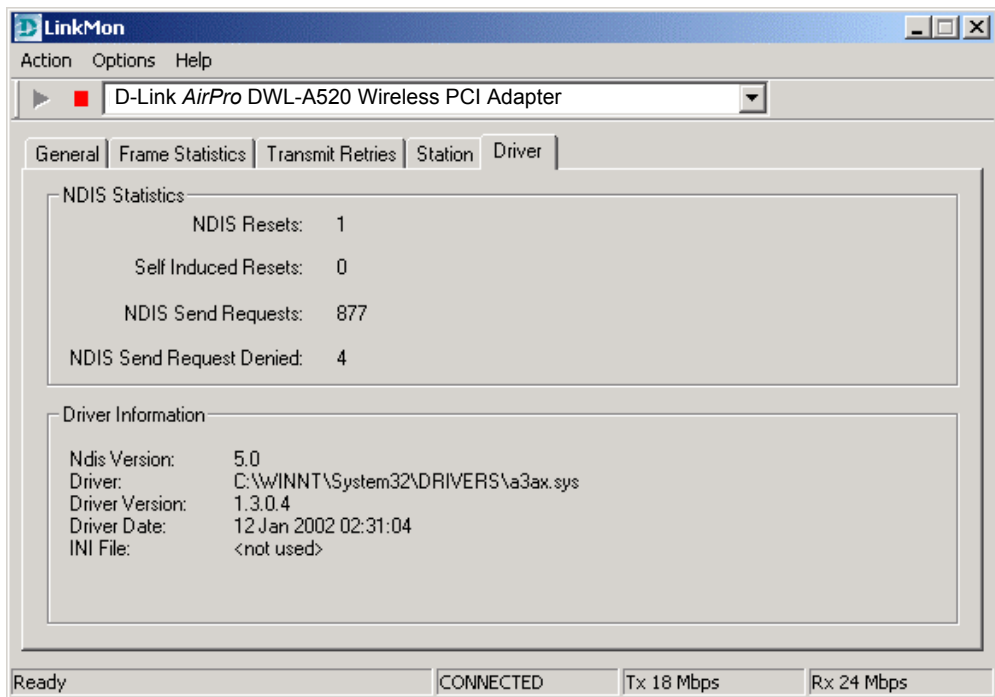 LinkMon
Action Options Help
D-Link AirPro DWL-A520 Wireless PCI Adapter
General Frame Statistics Transmit Retries Station Driver
NDIS Statistics
NDIS Resets: 1
Self Induced Resets: 0
NDIS Send Requests: 877
NDIS Send Request Denied: 4
Driver Information
Ndis Version: 5.0
Driver: C:\WINNT\System32\DRIVERS\a3ax.sys
Driver Version: 1.3.0.4
Driver Date: 12 Jan 2002 02:31:04
INI File: <not used>
Ready CONNECTED Tx 18 Mbps Rx 24 Mbps